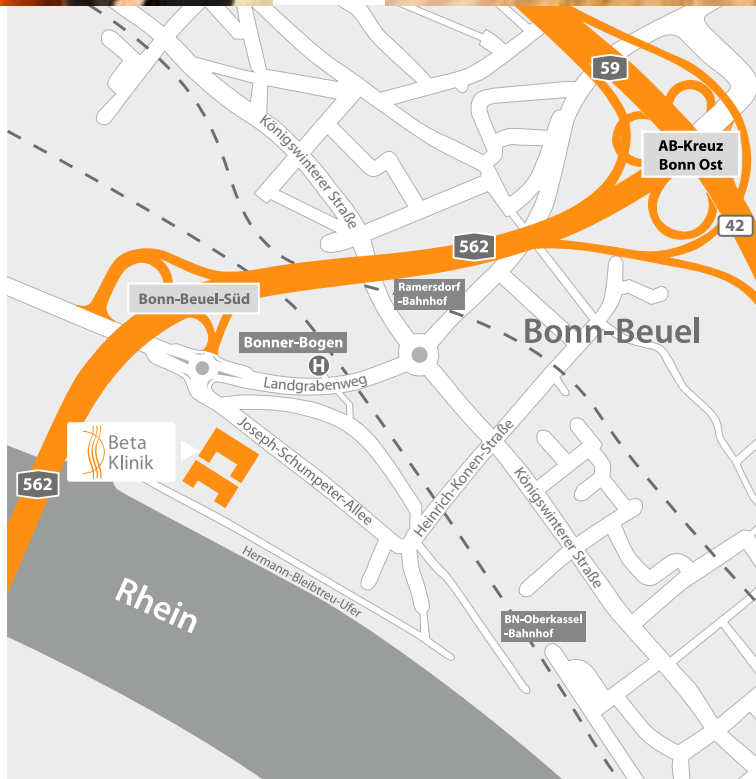 59
AB-Kreuz
Bonn Ost
42
Königswinterer Straße
562
Bonn-Beuel-Süd
Ramersdorf
-Bahnhof
Bonn-Beuel
Bonner-Bogen
H
Landgrabenweg
Beta
Klinik
Joseph-Schumpeter-Allee
Heinrich-Konen-Straße
Königswinterer Straße
562
Hermann-Bleibtreu-Ufer
Rhein
BN-Oberkassel
-Bahnhof